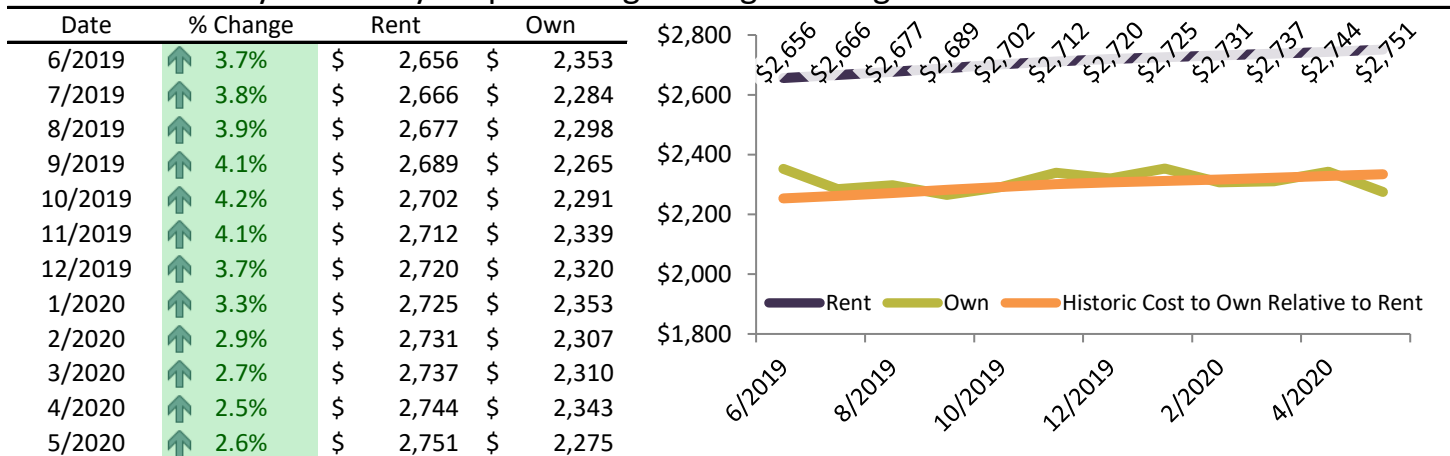 Date % Change Rent Own
6/2019 3.7% $ 2,656 $ 2,353
7/2019 3.8% $ 2,666 $ 2,284
8/2019 3.9% $ 2,677 $ 2,298
9/2019 4.1% $ 2,689 $ 2,265
10/2019 4.2% $ 2,702 $ 2,291
11/2019 4.1% $ 2,712 $ 2,339
12/2019 3.7% $ 2,720 $ 2,320
1/2020 3.3% $ 2,725 $ 2,353
2/2020 2.9% $ 2,731 $ 2,307
3/2020 2.7% $ 2,737 $ 2,310
4/2020 2.5% $ 2,744 $ 2,343
5/2020 2.6% $ 2,751 $ 2,275
$2,656 $2,666 $2,677 $2,689 $2,702 $2,712 $2,720 $2,725 $2,731 $2,737 $2,744 $2,751
$2,800
$2,600
$2,400
$2,200
$2,000
$1,800
Rent Own Historic Cost to Own Relative to Rent
6/2019 8/2019 10/2019 12/2019 2/2020 4/2020